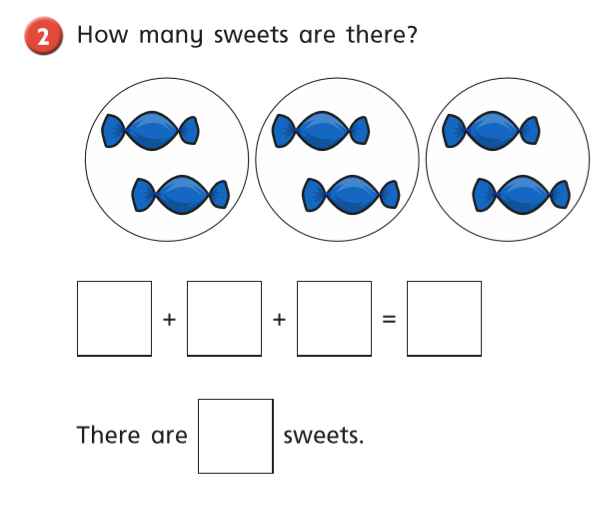 2 How many sweets are there?
+ + =
There are sweets.